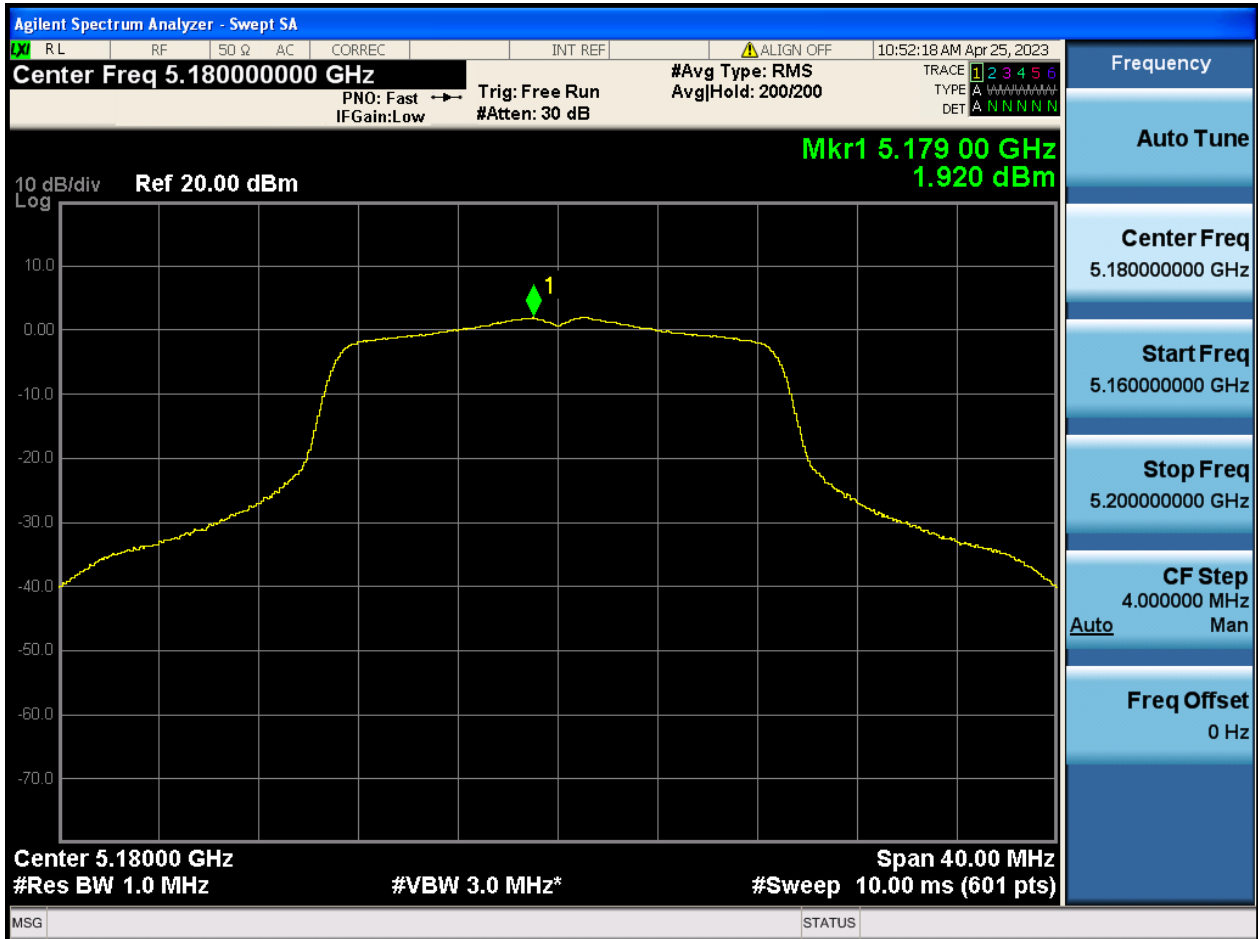 Agilent Spectrum Analyzer - Swept SA
LXI RL RF 50 Ω AC CORREC INT REF ALIGN OFF 10:52:18 AM Apr 25, 2023
Center Freq 5.180000000 GHz
PNO: Fast
IFGain:Low
Trig: Free Run
#Atten: 30 dB
#Avg Type: RMS
Avg|Hold: 200/200
TRACE 1 2 3 4 5 6
TYPE A WWWWW
DET A N N N N N
Mkr1 5.179 00 GHz
1.920 dBm
10 dB/div Ref 20.00 dBm
Log
10.0
0.00
-10.0
-20.0
-30.0
-40.0
-50.0
-60.0
-70.0
1
Center 5.18000 GHz Span 40.00 MHz
#Res BW 1.0 MHz #VBW 3.0 MHz* #Sweep 10.00 ms (601 pts)
MSG STATUS
Frequency
Auto Tune
Center Freq
5.180000000 GHz
Start Freq
5.160000000 GHz
Stop Freq
5.200000000 GHz
CF Step
4.000000 MHz
Auto Man
Freq Offset
0 Hz